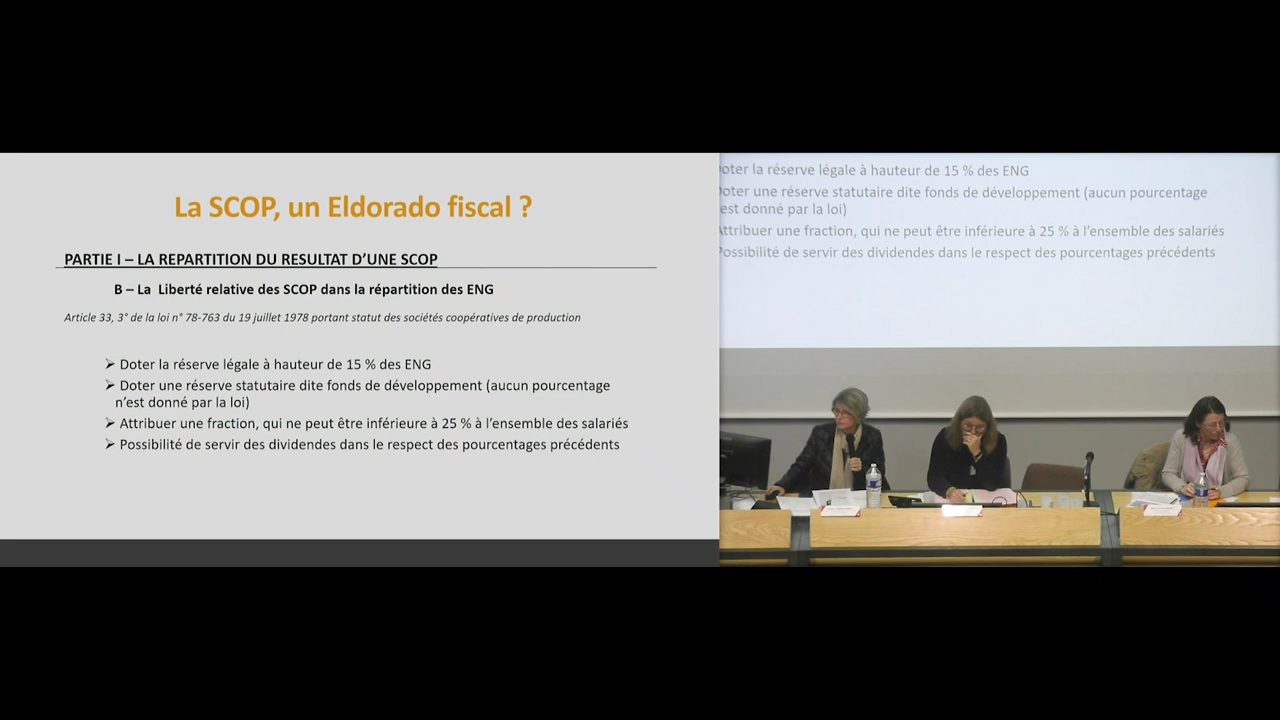 La SCOP, un Eldorado fiscal ?
PARTIE I – LA REPARTITION DU RESULTAT D'UNE SCOP
B – La Liberté relative des SCOP dans la répartition des ENG
Article 33, 3° de la loi n° 78-763 du 19 juillet 1978 portant statut des sociétés coopératives de production
➢ Doter la réserve légale à hauteur de 15 % des ENG
➢ Doter une réserve statutaire dite fonds de développement (aucun pourcentage
n'est donné par la loi)
➢ Attribuer une fraction, qui ne peut être inférieure à 25 % à l'ensemble des salariés
➢ Possibilité de servir des dividendes dans le respect des pourcentages précédents
oter la réserve légale à hauteur de 15 % des ENG
Doter une réserve statutaire dite fonds de développement (aucun pourcentage
est donné par la loi)
Attribuer une fraction, qui ne peut être inférieure à 25 % à l'ensemble des salariés
Possibilité de servir des dividendes dans le respect des pourcentages précédents